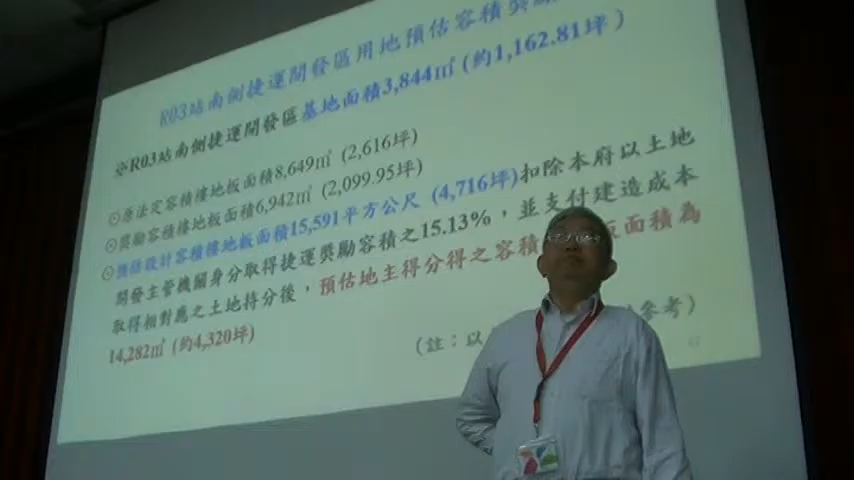 R03站南側捷運開發區用地預估容積獎
※R03站南側捷運開發區基地面積3,844㎡(約1,162.81坪)
⊙原法定容積樓地板面積8,649㎡ (2,616坪)
⊙獎勵容積樓地板面積6,942㎡ (2,099.95坪)
容積樓地板面積15,591平方公尺 (4,716坪)扣除本府以土地
開發主管機關身分取得捷運獎勵容積之15.13%，並支付建造成本
取得相對應之土地持分後，預估地主得分得之容積 面積為
14,282㎡ (約4,320坪)
(註：以 參考)